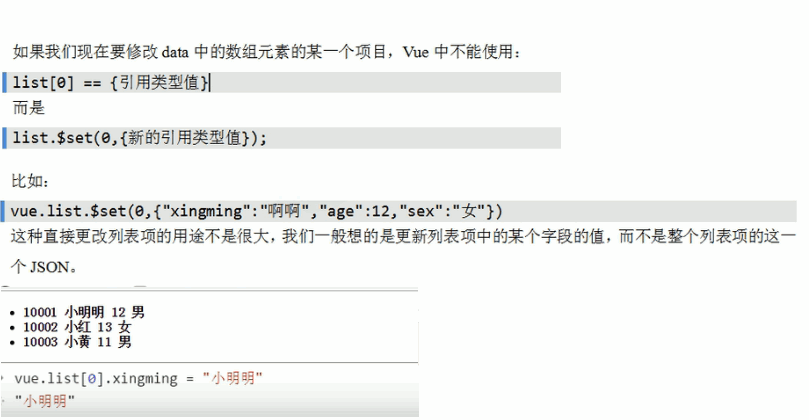 如果我们现在要修改 data 中的数组元素的某一个项目，Vue 中不能使用：
list[0] == {引用类型值}
而是
list.$set(0,{新的引用类型值});
比如：
vue.list.$set(0,{"xingming":"啊啊","age":12,"sex":"女"})
这种直接更改列表项的用途不是很大，我们一般想的是更新列表项中的某个字段的值，而不是整个列表项的这一
个 JSON。
• 10001 小明明 12 男
• 10002 小红 13 女
• 10003 小黄 11 男
vue.list[0].xingming = "小明明"
"小明明"